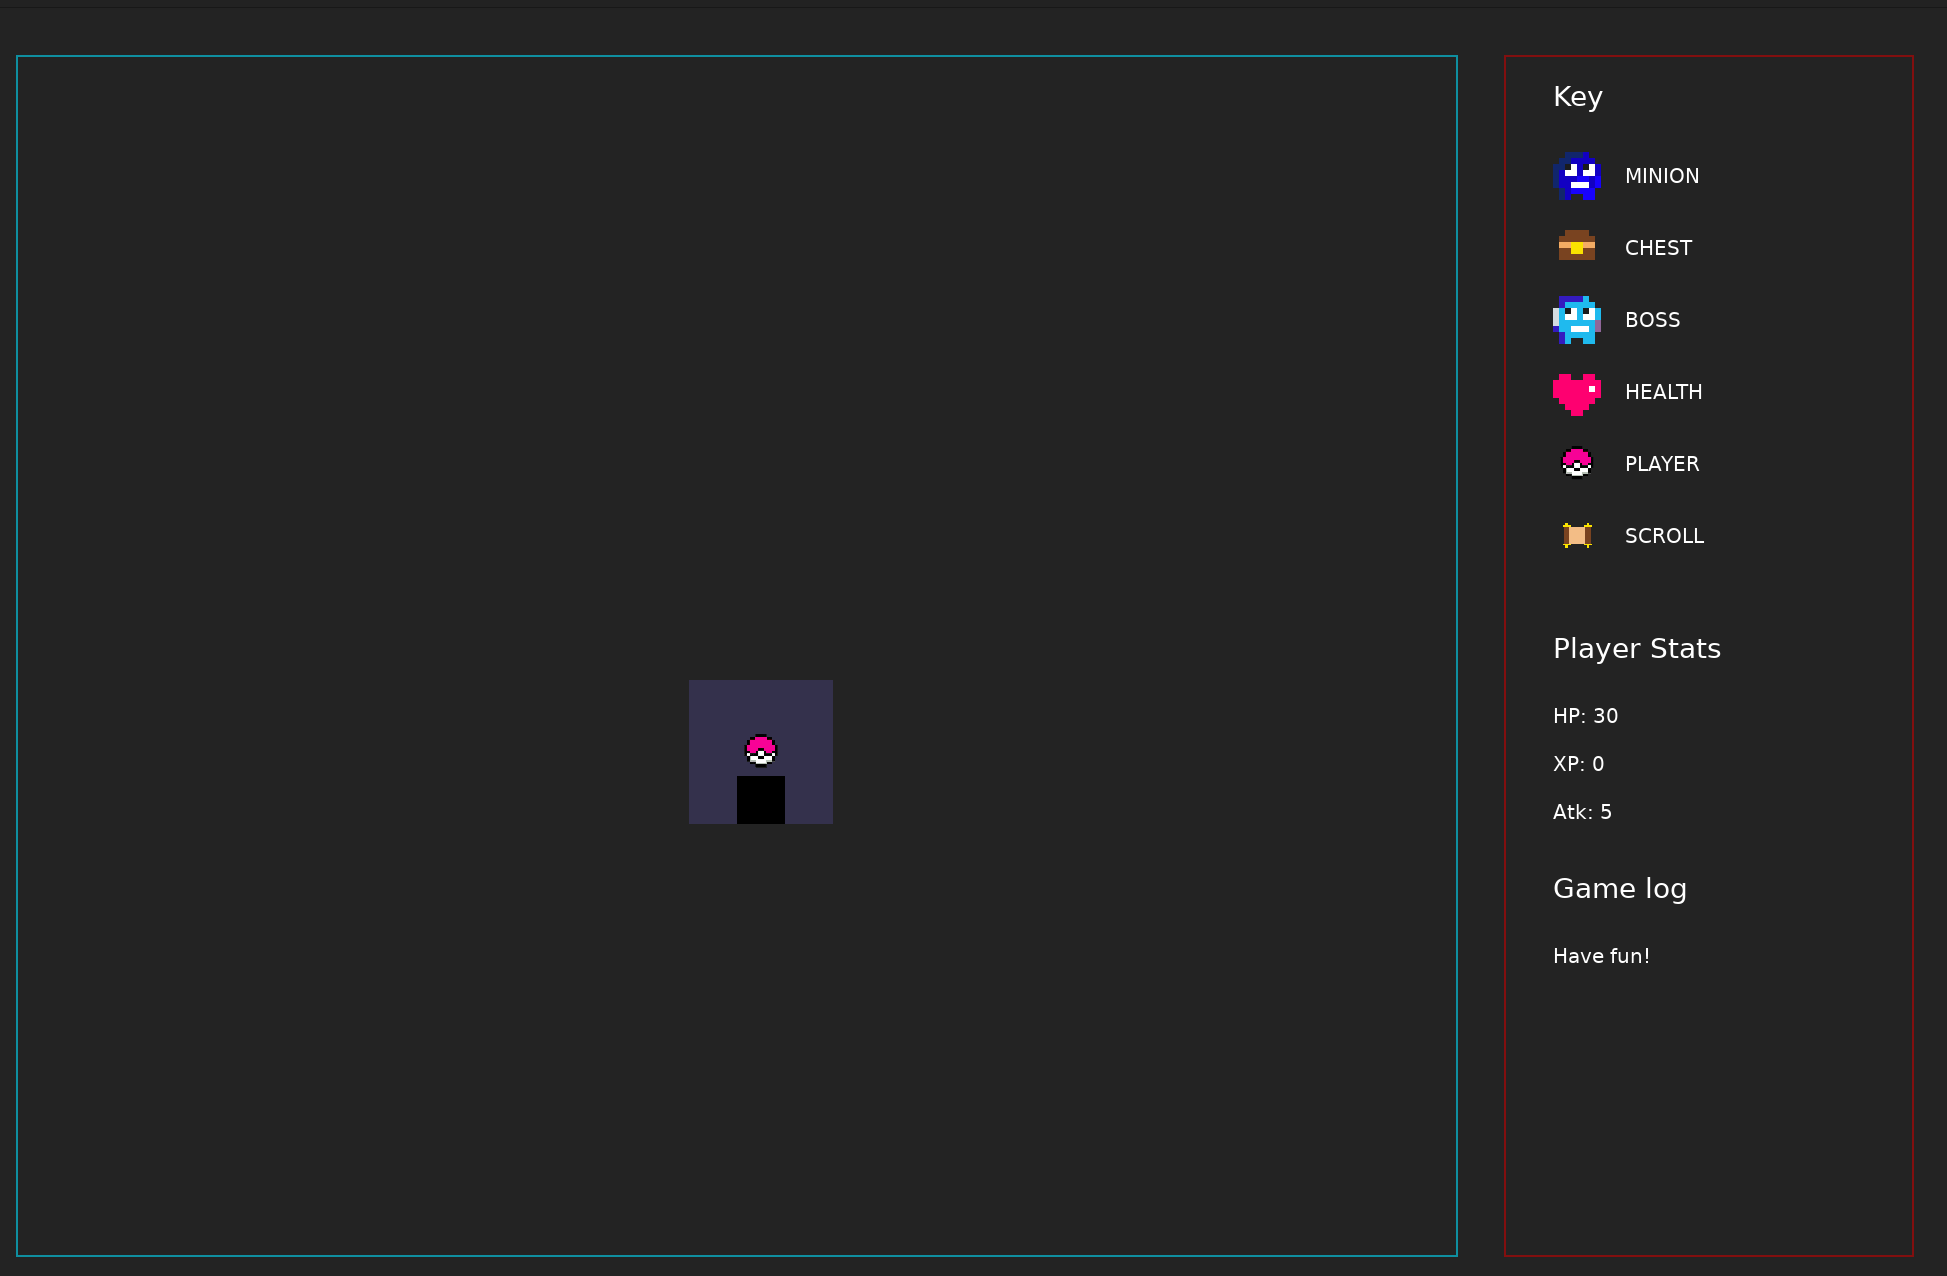 Key
MINION
CHEST
BOSS
HEALTH
PLAYER
SCROLL
Player Stats
HP: 30
XP: 0
Atk: 5
Game log
Have fun!